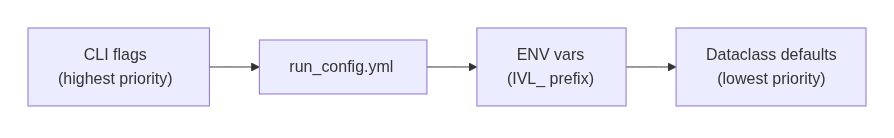 CLI flags
(highest priority)
run_config.yml
ENV vars
(IVL_ prefix)
Dataclass defaults
(lowest priority)